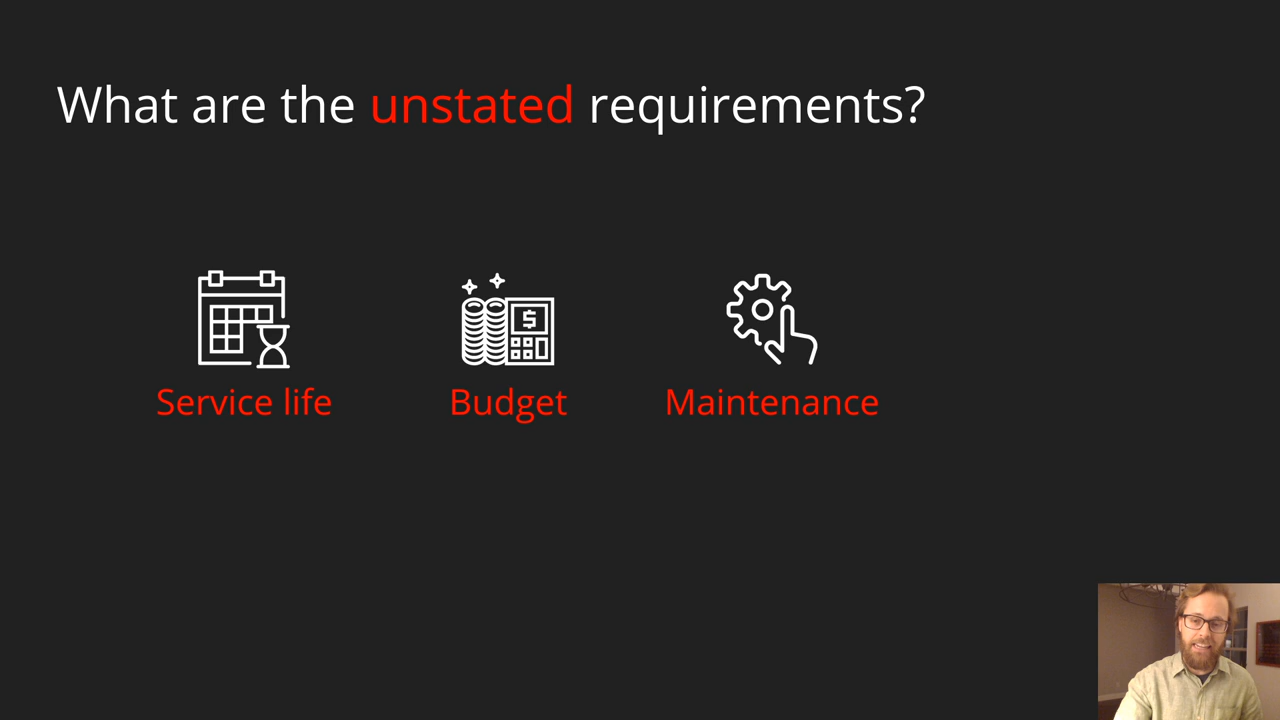 What are the unstated requirements?
$
Service life
Budget
Maintenance